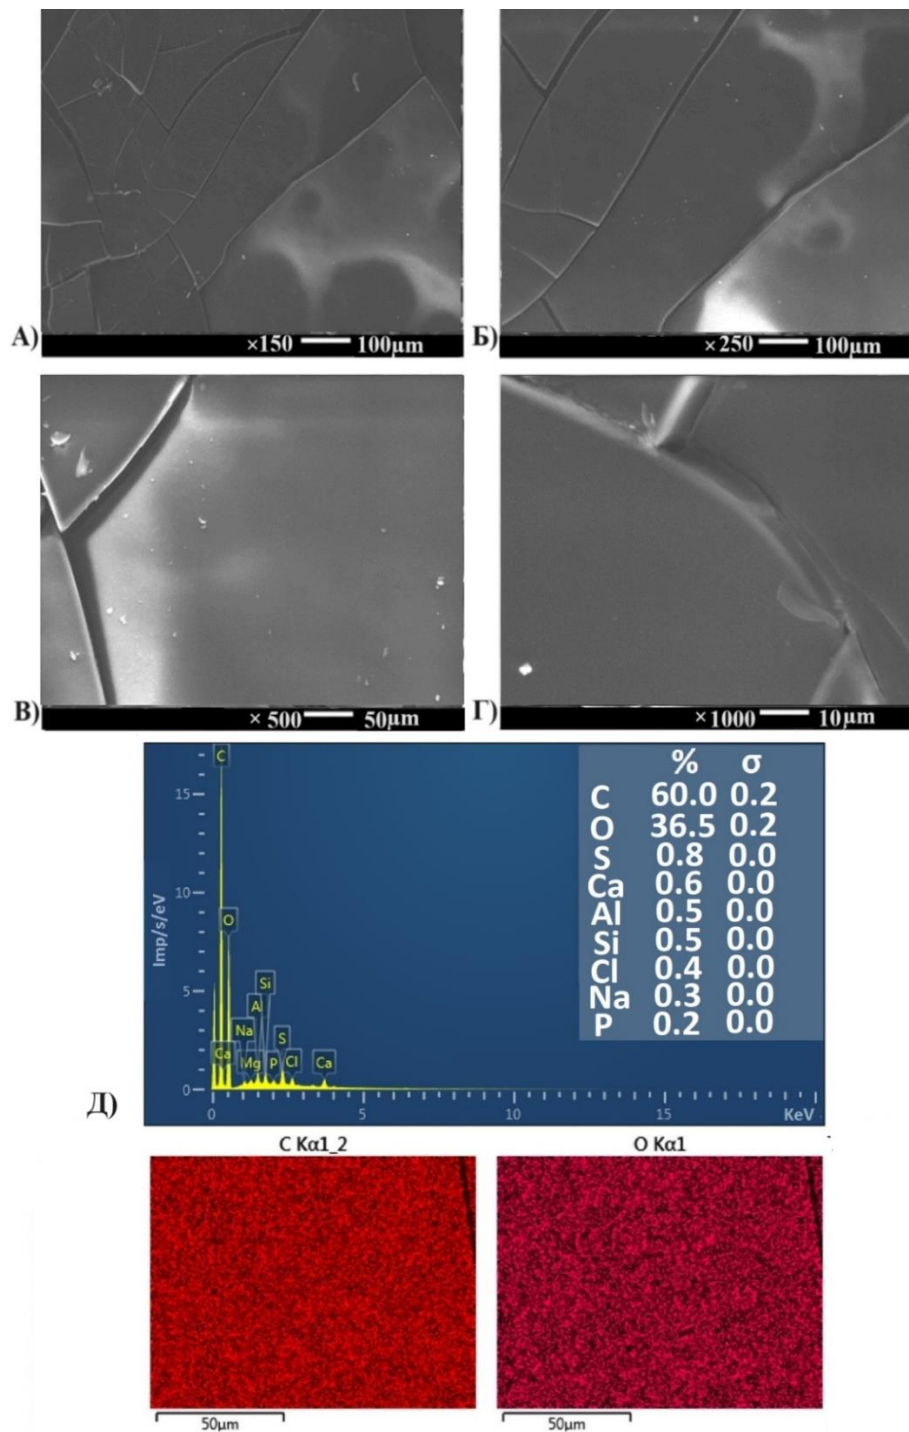 А)
×150 100µm
Б)
×250 100µm
В)
×500 50µm
Г)
×1000 10µm
Д)
Imp/s/eV
15
10
5
0
C
O
Si
Al
Na
S
Ca
Mg
P
Cl
Ca
0 5 10 15 KeV
% σ
C 60.0 0.2
O 36.5 0.2
S 0.8 0.0
Ca 0.6 0.0
Al 0.5 0.0
Si 0.5 0.0
Cl 0.4 0.0
Na 0.3 0.0
P 0.2 0.0
C Kα1_2
O Kα1
50µm
50µm